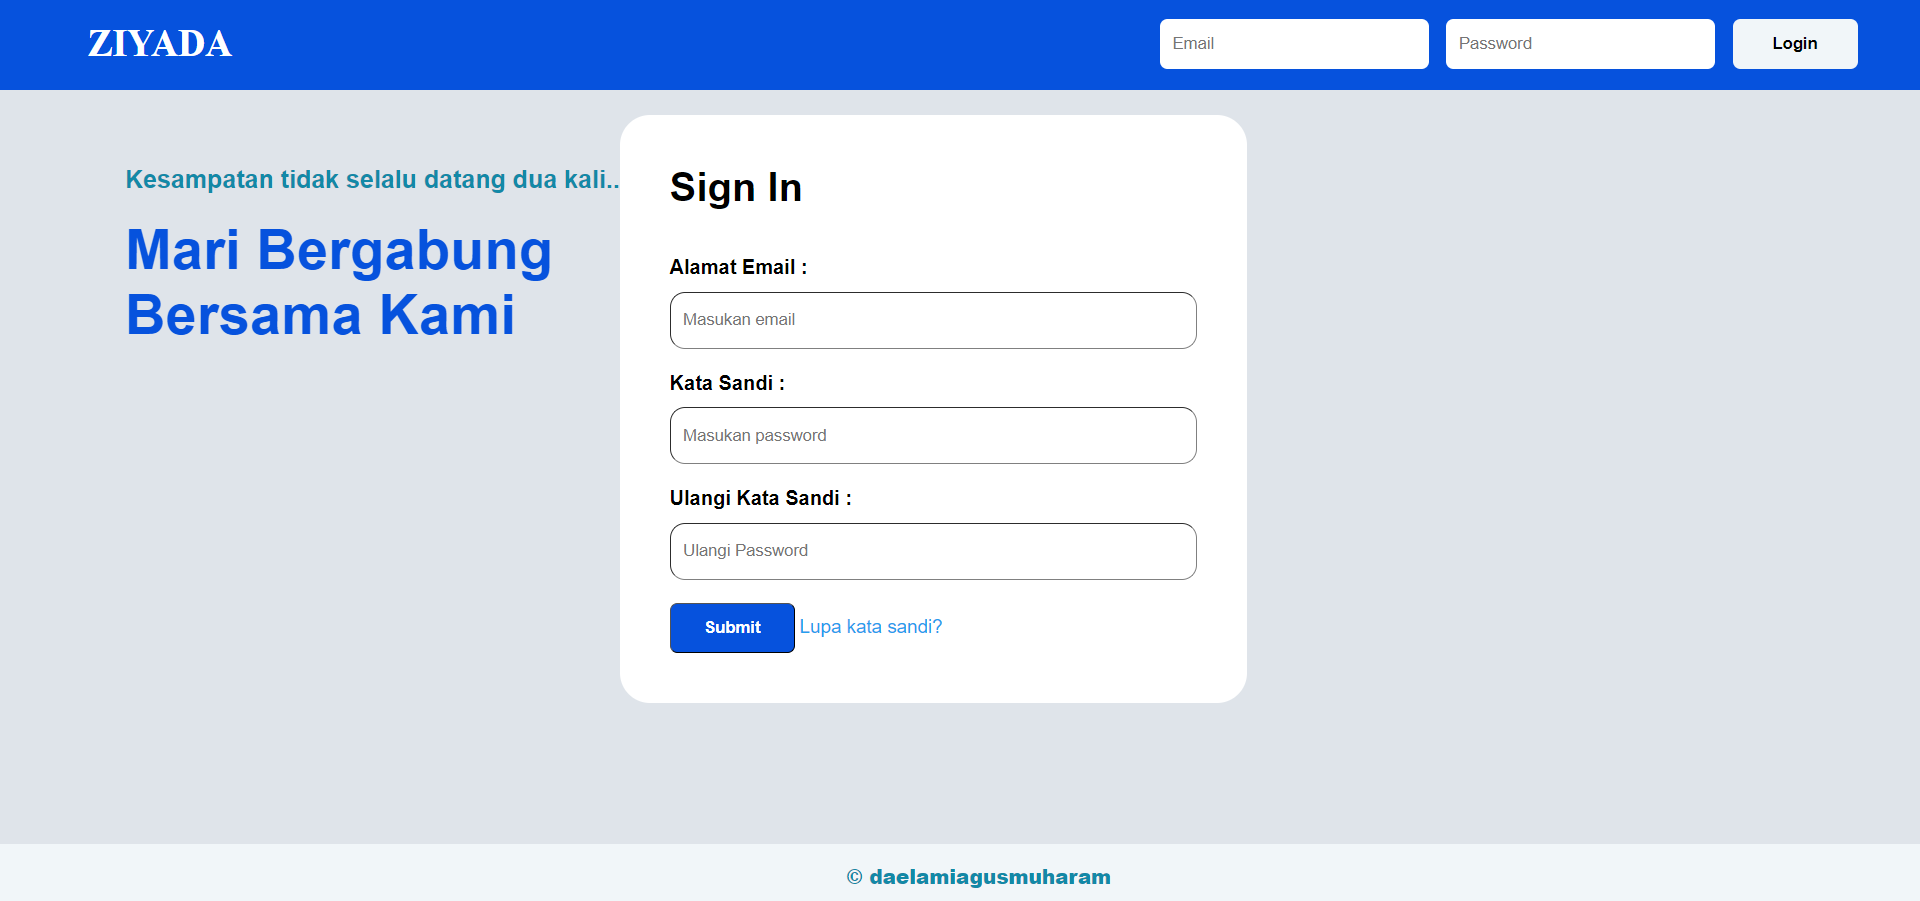 ZIYADA
Email
Password
Login
Kesampatan tidak selalu datang dua kali..
Mari Bergabung
Bersama Kami
Sign In
Alamat Email :
Masukan email
Kata Sandi :
Masukan password
Ulangi Kata Sandi :
Ulangi Password
Submit Lupa kata sandi?
© daelamiagusmuharam